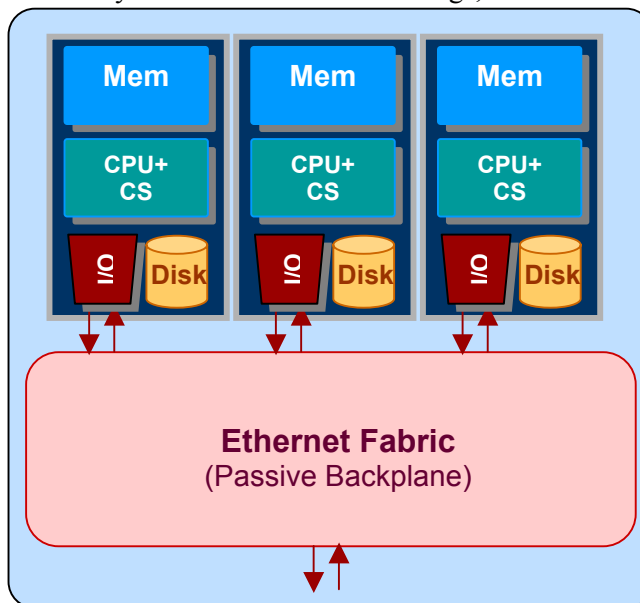 Mem Mem Mem
CPU+ CPU+ CPU+
CS CS CS
I/O Disk I/O Disk I/O Disk
Ethernet Fabric
(Passive Backplane)